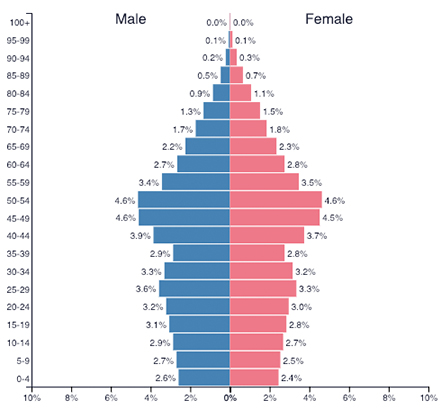 Male Female
100+ 0.0% 0.0%
95-99 0.1% 0.1%
90-94 0.2% 0.3%
85-89 0.5% 0.7%
80-84 0.9% 1.1%
75-79 1.3% 1.5%
70-74 1.7% 1.8%
65-69 2.2% 2.3%
60-64 2.7% 2.8%
55-59 3.4% 3.5%
50-54 4.6% 4.6%
45-49 4.6% 4.5%
40-44 3.9% 3.7%
35-39 2.9% 2.8%
30-34 3.3% 3.2%
25-29 3.6% 3.3%
20-24 3.2% 3.0%
15-19 3.1% 2.8%
10-14 2.9% 2.7%
5-9 2.7% 2.5%
0-4 2.6% 2.4%
10% 8% 6% 4% 2% 0% 2% 4% 6% 8% 10%